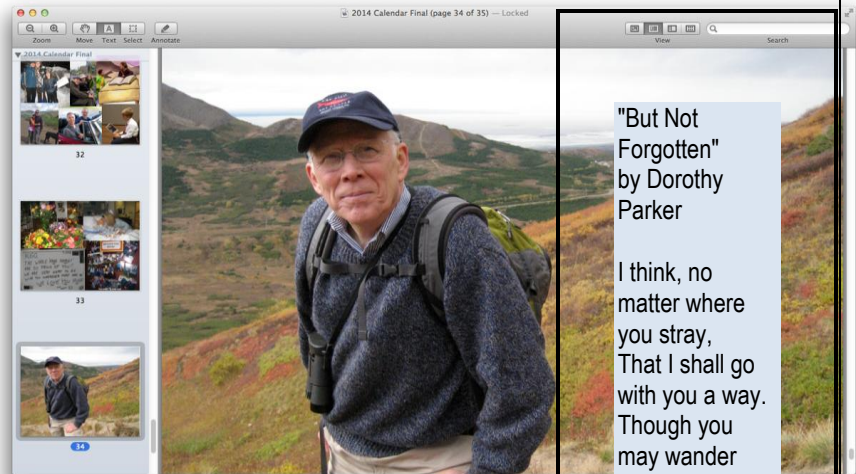 2014 Calendar Final (page 34 of 35) — Locked
Zoom
Move
Text
Select
Annotate
View
Search
2014 Calendar Final
32
33
34
"But Not
Forgotten"
by Dorothy
Parker
I think, no
matter where
you stray,
That I shall go
with you a way.
Though you
may wander